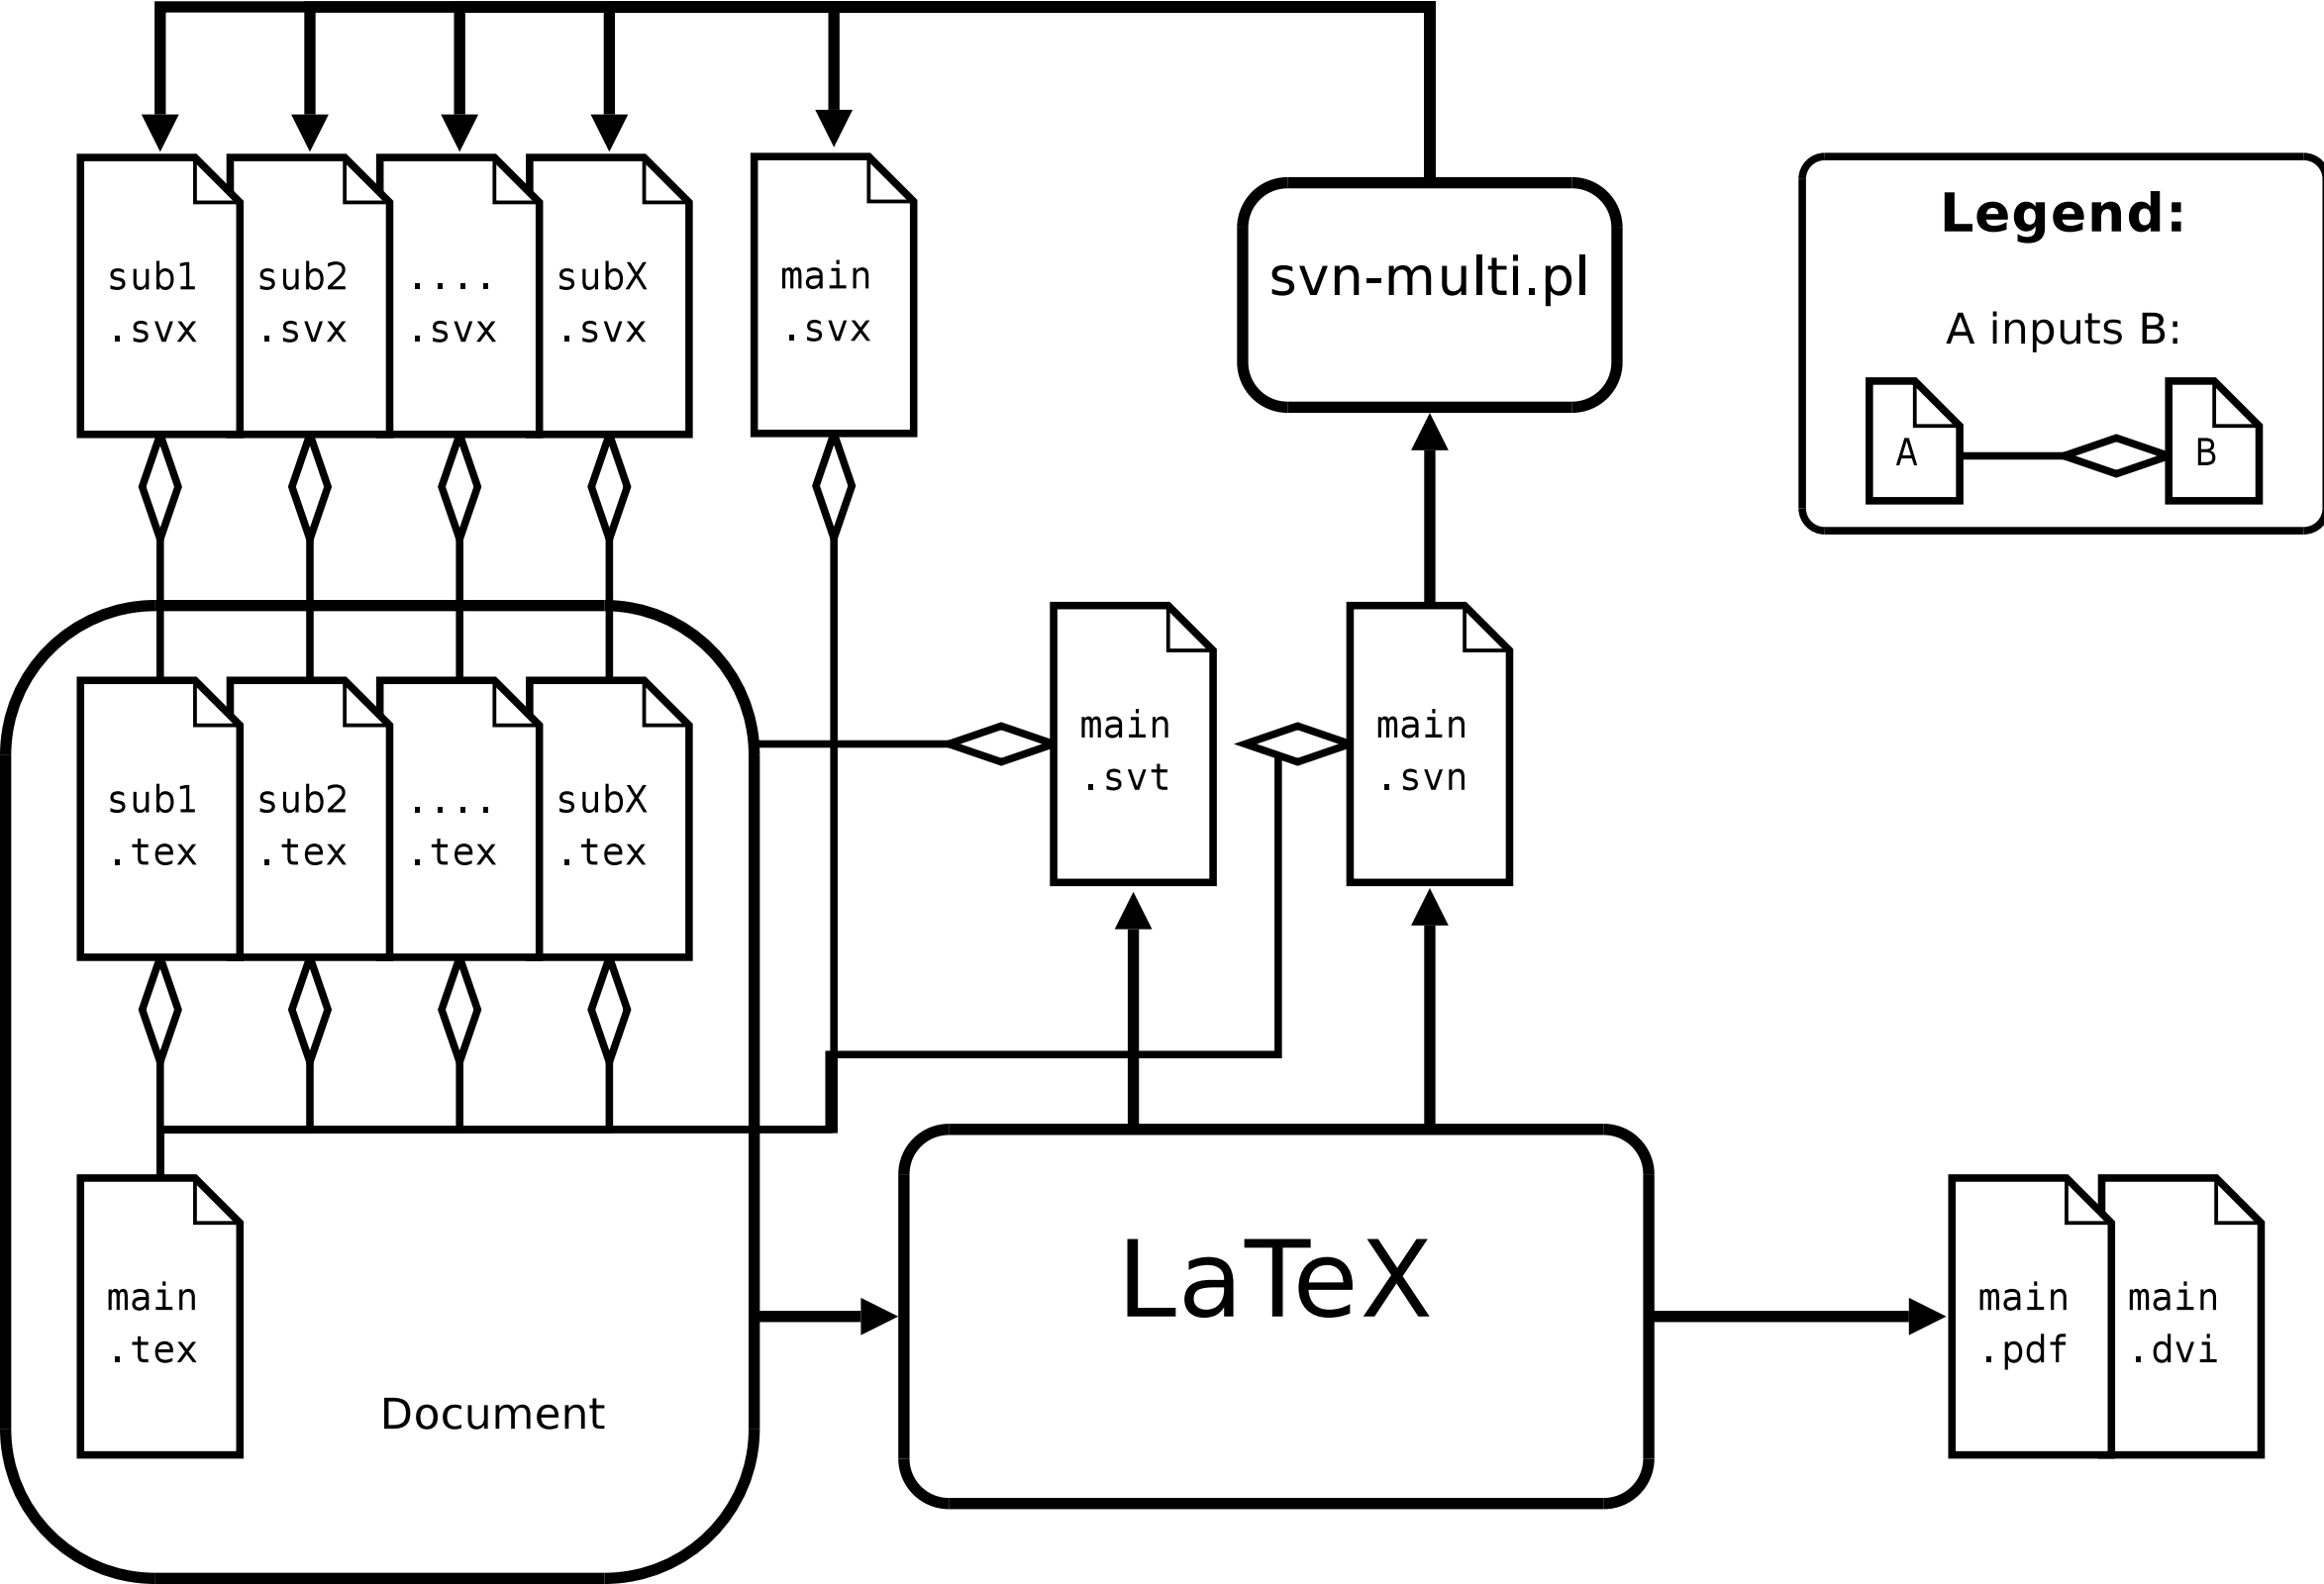 sub1
.svx
sub2
.svx
....
.svx
subX
.svx
main
.svx
svn-multi.pl
Legend:
A inputs B:
A
B
main
.svt
main
.svn
sub1
.tex
sub2
.tex
....
.tex
subX
.tex
main
.tex
Document
LaTeX
main
.pdf
main
.dvi